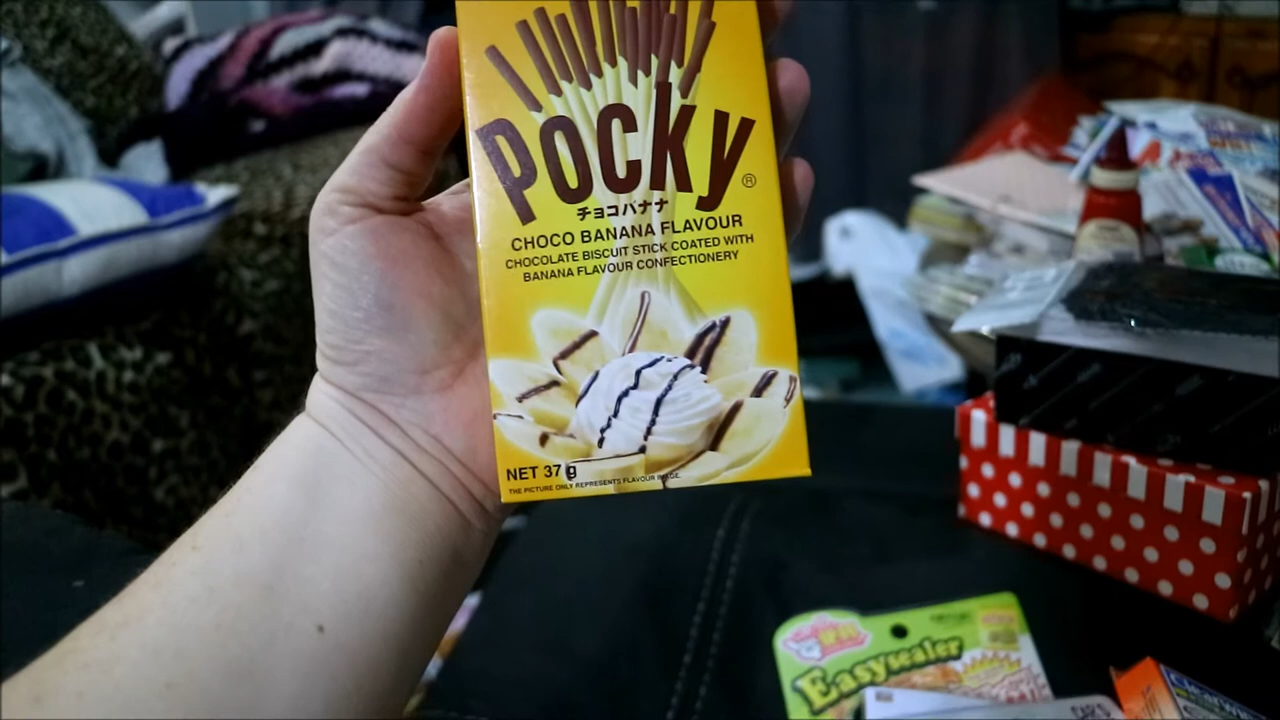 Pocky®
チョコバナナ
CHOCO BANANA FLAVOUR
CHOCOLATE BISCUIT STICK COATED WITH
BANANA FLAVOUR CONFECTIONERY
NET 37 g
THE PICTURE ONLY REPRESENTS FLAVOUR IMAGE.
Easysealer